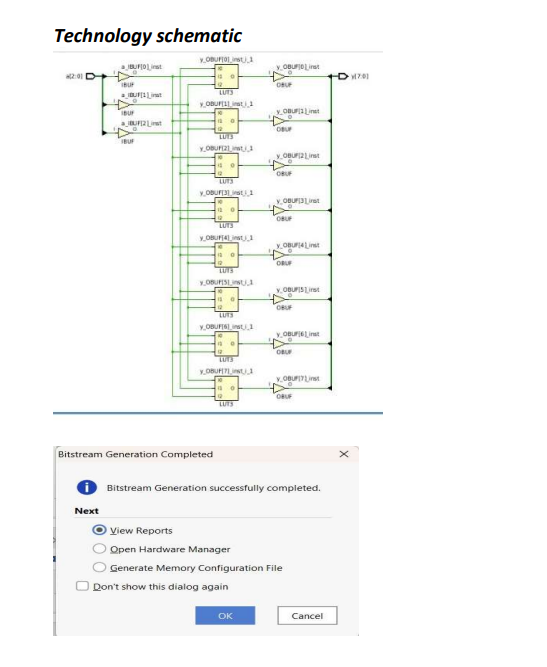 Technology schematic
a[2:0]
a_IBUF[0]_inst
I
O
IBUF
a_IBUF[1]_inst
I
O
IBUF
a_IBUF[2]_inst
I
O
IBUF
y_OBUF[0]_inst_i_1
I0
I1
O
I2
LUT3
y_OBUF[0]_inst
I
O
OBUF
y[7:0]
y_OBUF[1]_inst_i_1
I0
I1
O
I2
LUT3
y_OBUF[1]_inst
I
O
OBUF
y_OBUF[2]_inst_i_1
I0
I1
O
I2
LUT3
y_OBUF[2]_inst
I
O
OBUF
y_OBUF[3]_inst_i_1
I0
I1
O
I2
LUT3
y_OBUF[3]_inst
I
O
OBUF
y_OBUF[4]_inst_i_1
I0
I1
O
I2
LUT3
y_OBUF[4]_inst
I
O
OBUF
y_OBUF[5]_inst_i_1
I0
I1
O
I2
LUT3
y_OBUF[5]_inst
I
O
OBUF
y_OBUF[6]_inst_i_1
I0
I1
O
I2
LUT3
y_OBUF[6]_inst
I
O
OBUF
y_OBUF[7]_inst_i_1
I0
I1
O
I2
LUT3
y_OBUF[7]_inst
I
O
OBUF
Bitstream Generation Completed
Bitstream Generation successfully completed.
Next
View Reports
Open Hardware Manager
Generate Memory Configuration File
Don't show this dialog again
OK
Cancel